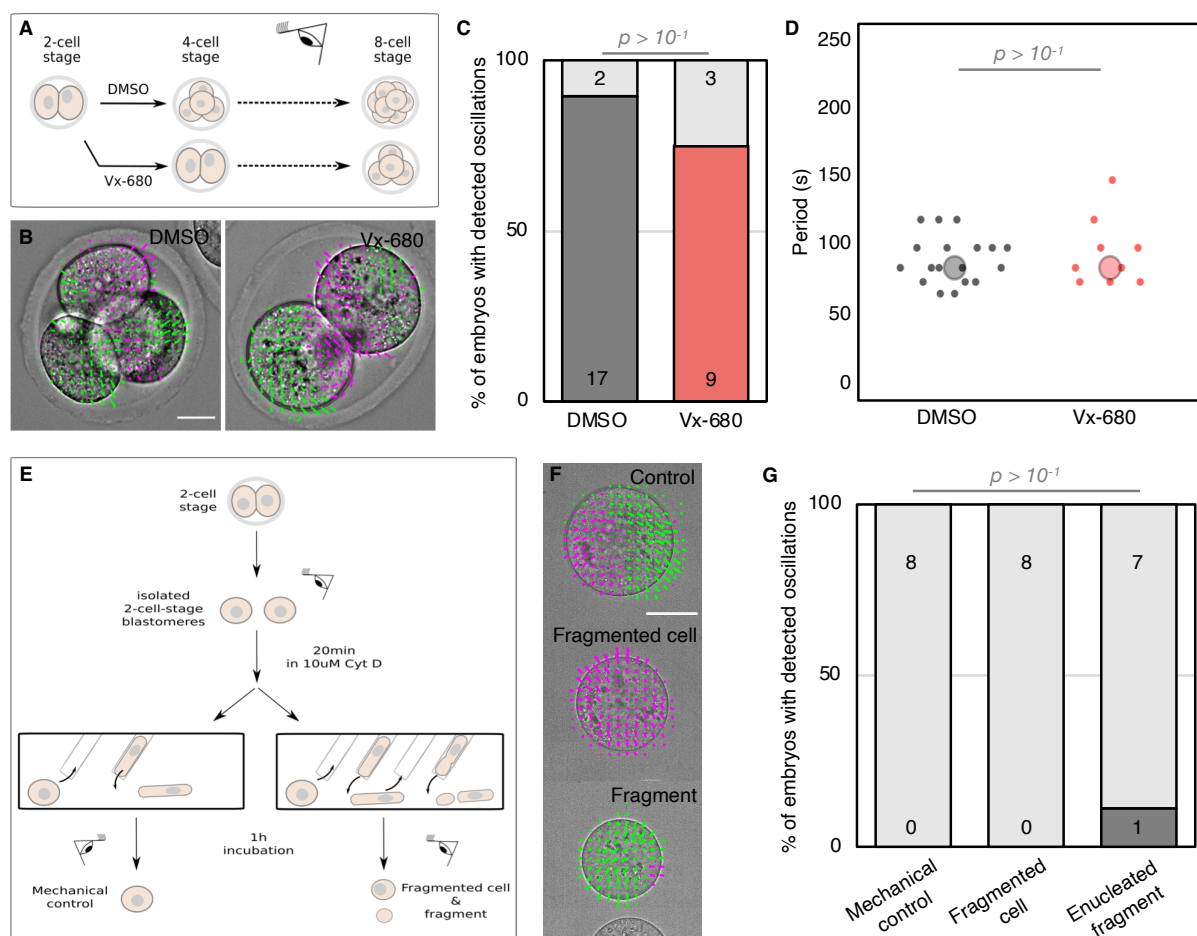 A
2-cell
stage
4-cell
stage
8-cell
stage
DMSO
Vx-680
B
DMSO
Vx-680
C
p > 10⁻¹
% of embryos with detected oscillations
100
50
0
2
3
17
9
DMSO
Vx-680
D
p > 10⁻¹
Period (s)
250
200
150
100
50
0
DMSO
Vx-680
E
2-cell
stage
isolated
2-cell-stage
blastomeres
20min
in 10uM Cyt D
1h
incubation
Mechanical
control
Fragmented cell
&
fragment
F
Control
Fragmented cell
Fragment
G
p > 10⁻¹
% of embryos with detected oscillations
100
50
0
8
8
7
0
0
1
Mechanical
control
Fragmented
cell
Enucleated
fragment